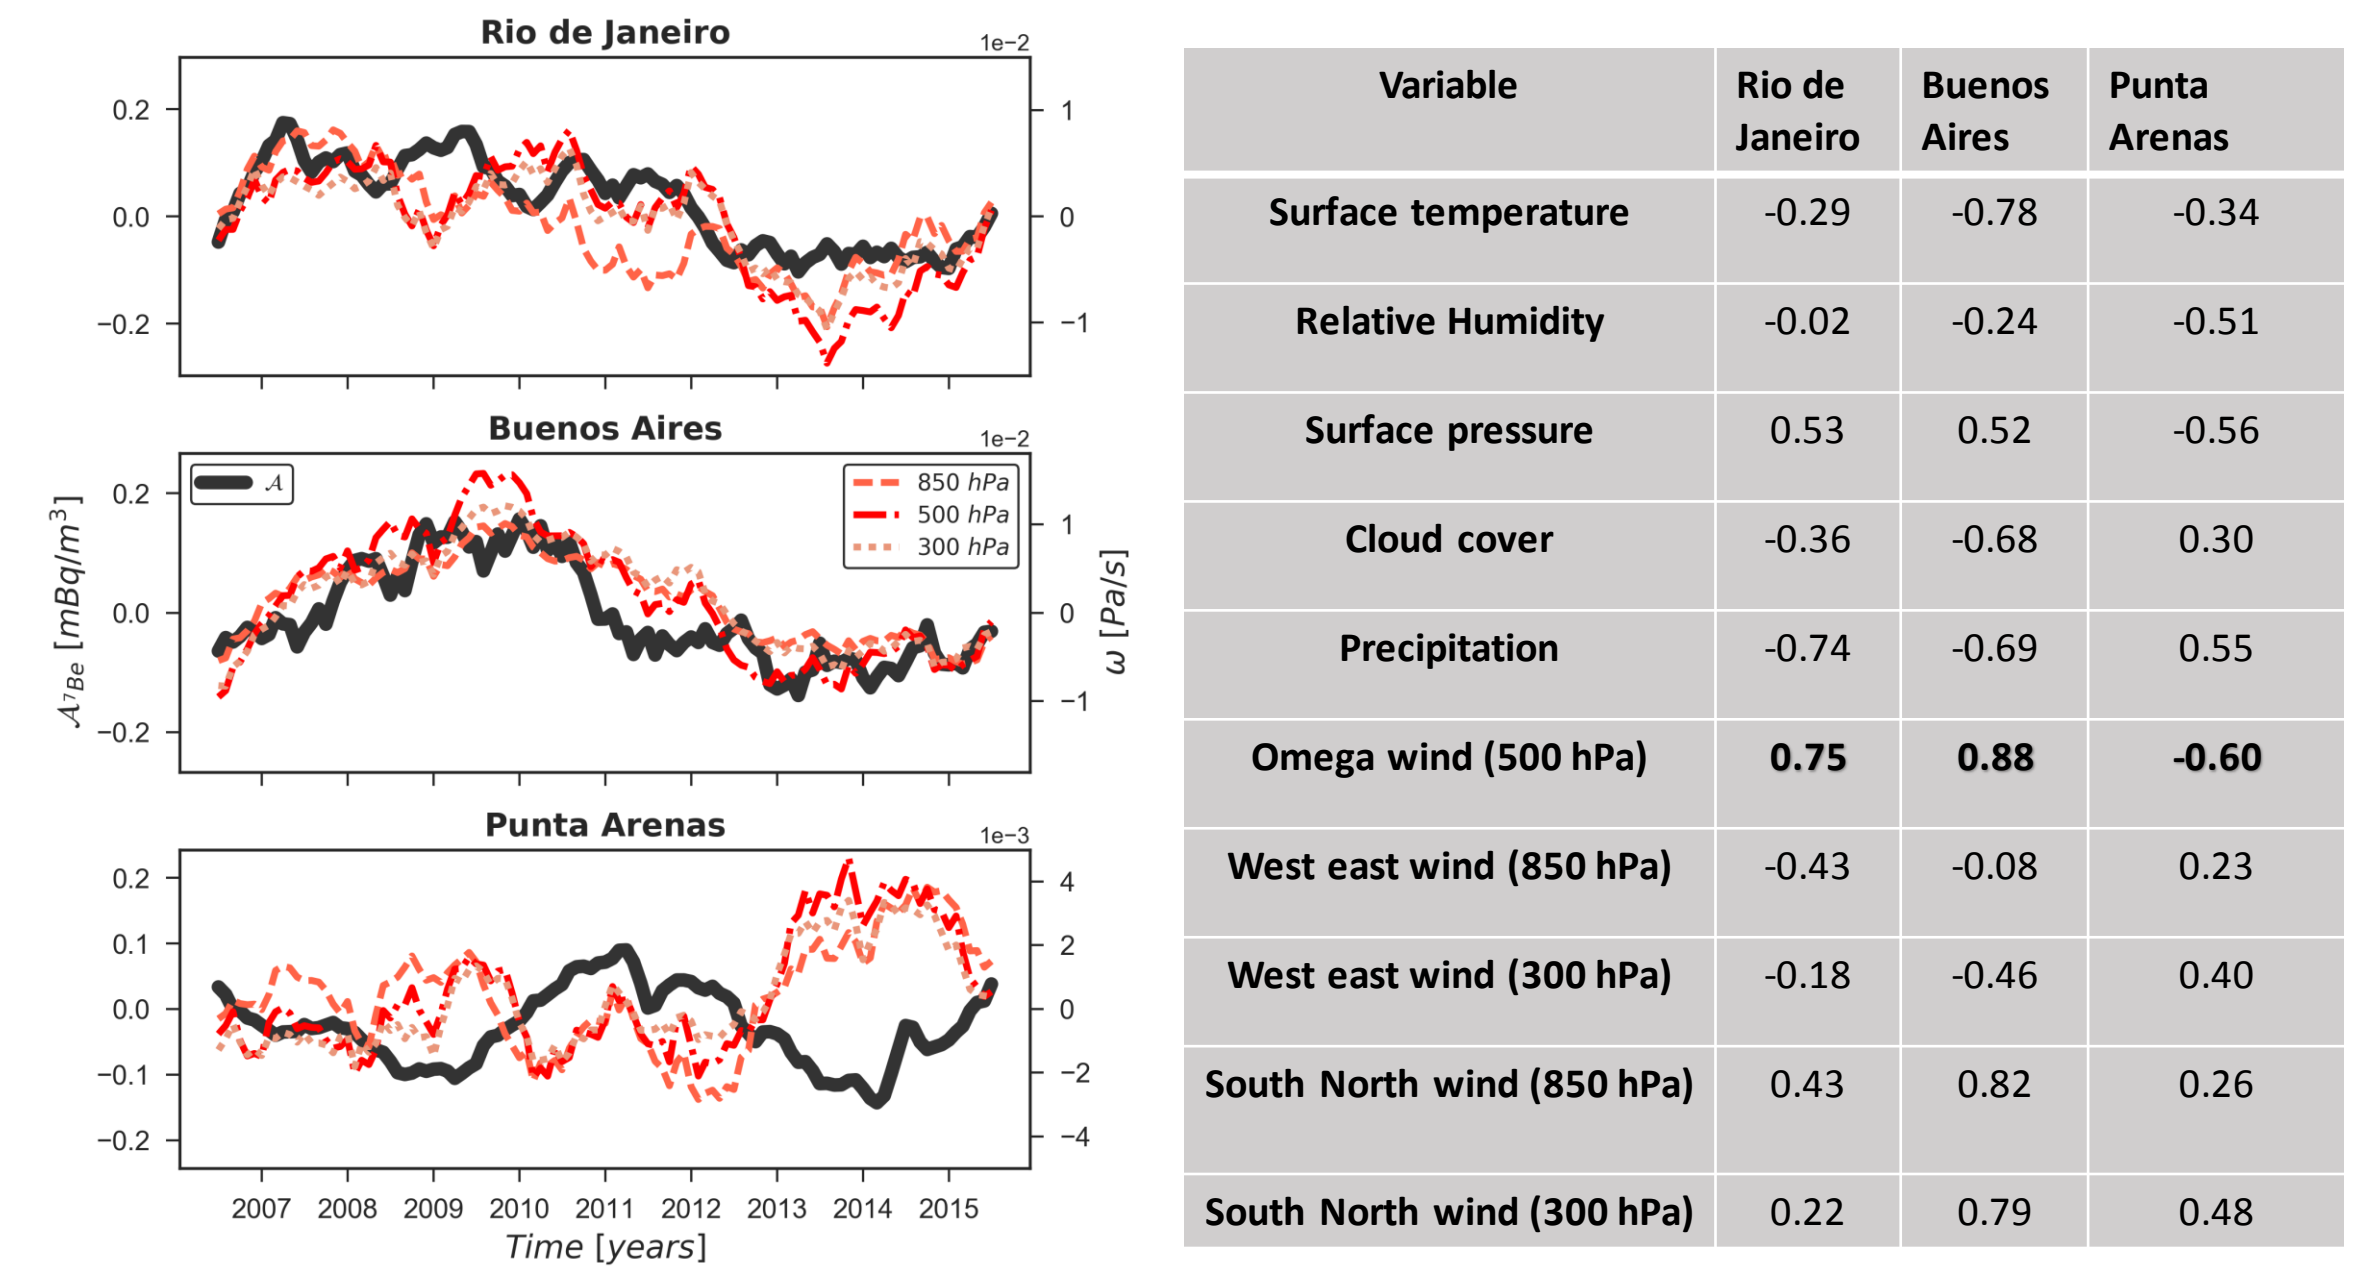 Rio de Janeiro
1e−2
0.2
0.0
−0.2
1
0
−1
Buenos Aires
1e−2
𝒜
850 hPa
500 hPa
300 hPa
0.2
0.0
−0.2
1
0
−1
𝒜⁷Be [mBq/m³]
ω [Pa/s]
Punta Arenas
1e−3
0.2
0.1
0.0
−0.1
−0.2
4
2
0
−2
−4
2007 2008 2009 2010 2011 2012 2013 2014 2015
Time [years]
Variable
Rio de
Janeiro
Buenos
Aires
Punta
Arenas
Surface temperature -0.29 -0.78 -0.34
Relative Humidity -0.02 -0.24 -0.51
Surface pressure 0.53 0.52 -0.56
Cloud cover -0.36 -0.68 0.30
Precipitation -0.74 -0.69 0.55
Omega wind (500 hPa) 0.75 0.88 -0.60
West east wind (850 hPa) -0.43 -0.08 0.23
West east wind (300 hPa) -0.18 -0.46 0.40
South North wind (850 hPa) 0.43 0.82 0.26
South North wind (300 hPa) 0.22 0.79 0.48